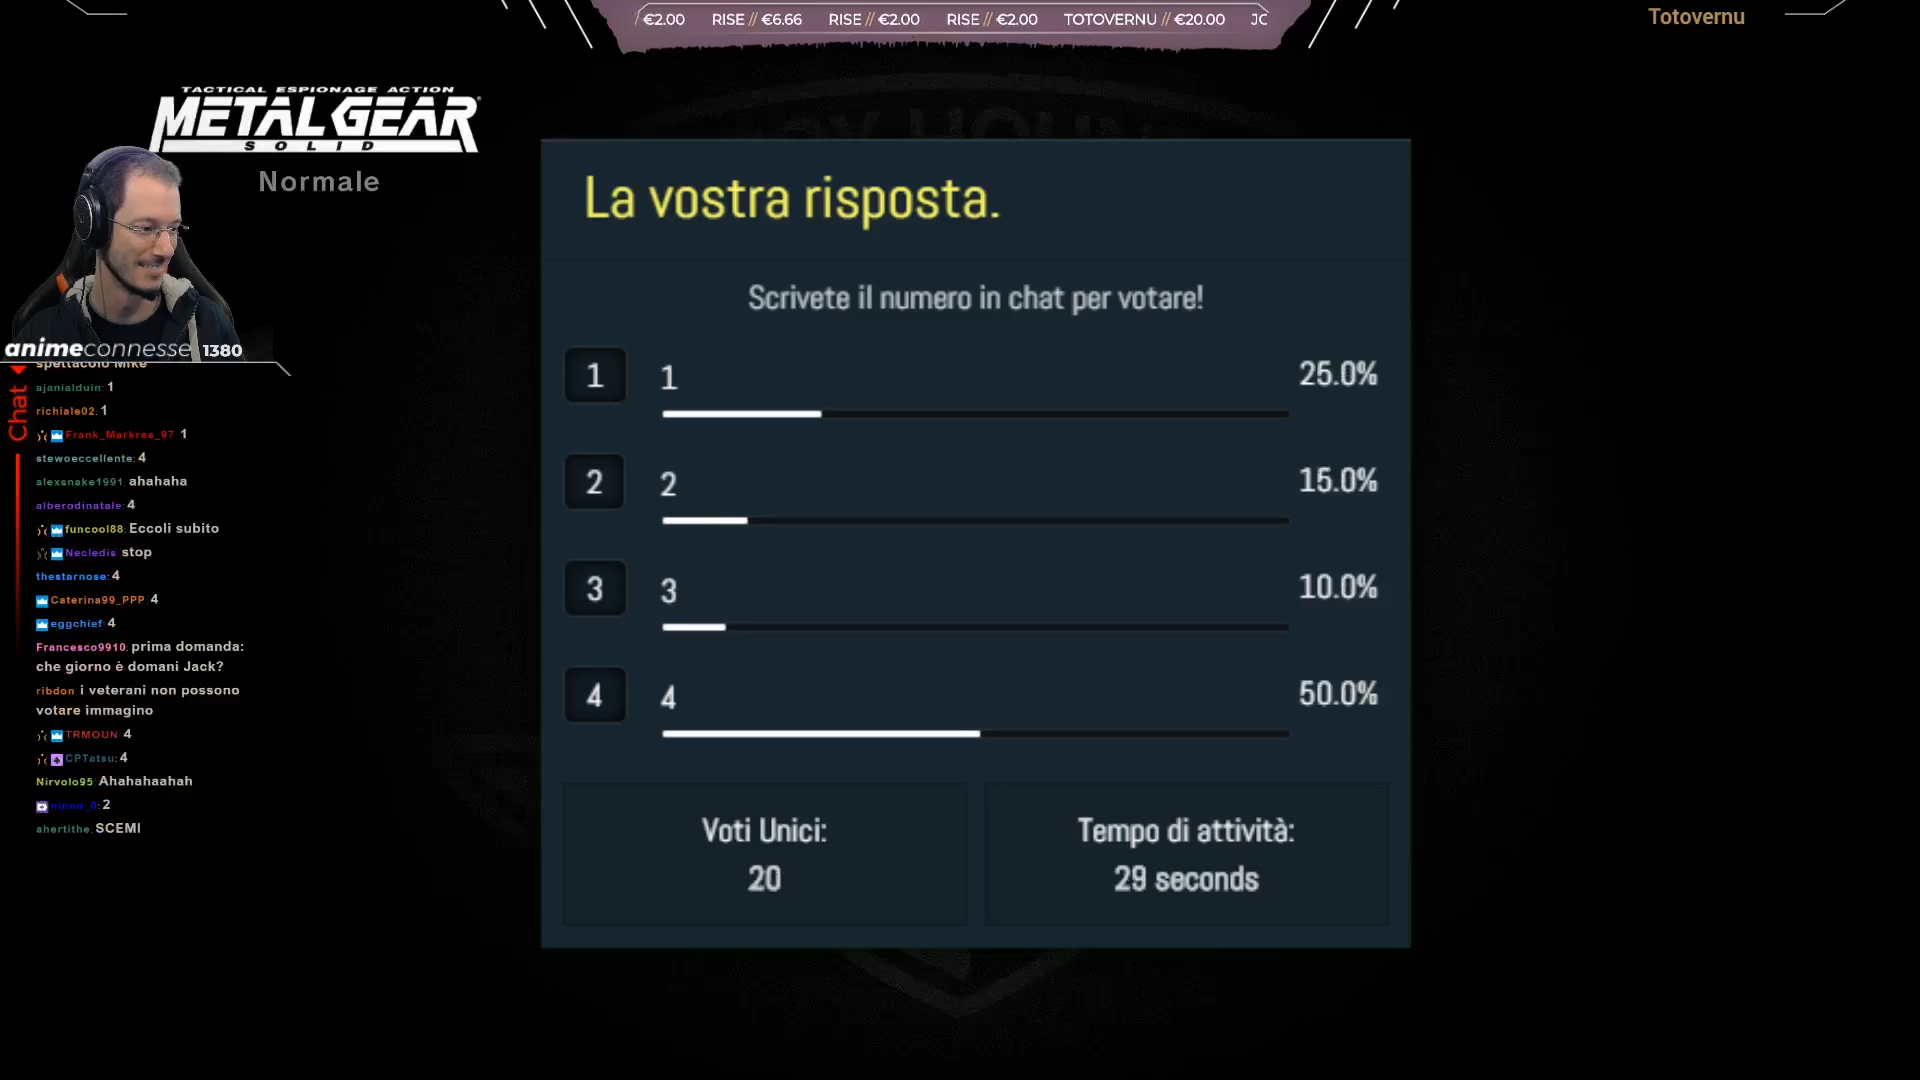 / €2.00 RISE // €6.66 RISE // €2.00 RISE // €2.00 TOTOVERNU // €20.00
Totovernu
TACTICAL ESPIONAGE ACTION
METAL GEAR
SOLID
Normale
La vostra risposta.
Scrivete il numero in chat per votare!
1 1 25.0%
2 2 15.0%
3 3 10.0%
4 4 50.0%
Voti Unici:
20
Tempo di attività:
29 seconds
animeconnesse 1380
Chat
spettacolo Mike
ajanialduin: 1
richiale02: 1
Frank_Markres_97 1
stewoeccellente: 4
alexsnake1991: ahahaha
alberodinatale: 4
funcool88: Eccoli subito
Necledis stop
thestarnose: 4
Caterina99_PPP 4
eggchief: 4
Francesco9910: prima domanda:
che giorno è domani Jack?
ribdon: i veterani non possono
votare immagino
TRMOUN: 4
CPTatsu: 4
Nirvolo95: Ahahahaahah
2
ahertithe: SCEMI